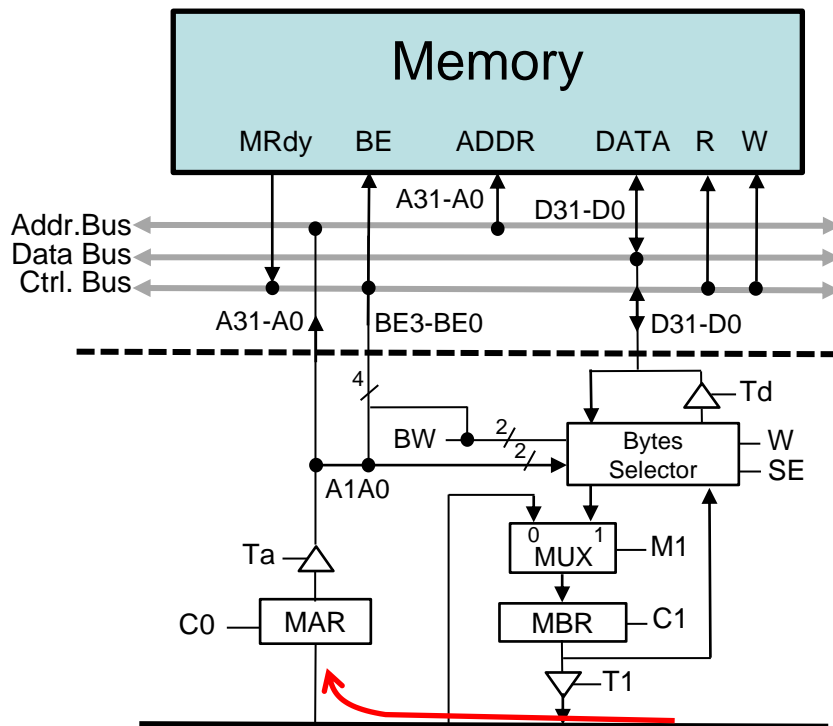 Memory
MRdy BE ADDR DATA R W
A31-A0
D31-D0
Addr.Bus
Data Bus
Ctrl. Bus
A31-A0 BE3-BE0 D31-D0
4
Td
BW 2 Bytes W
2 Selector SE
A1A0
0 1
Ta MUX M1
C0 MAR MBR C1
T1